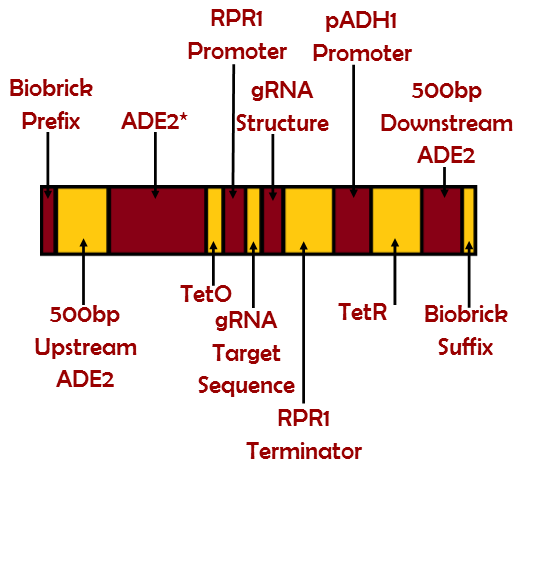 RPR1
Promoter
pADH1
Promoter
Biobrick
Prefix
ADE2*
gRNA
Structure
500bp
Downstream
ADE2
500bp
Upstream
ADE2
TetO
gRNA
Target
Sequence
RPR1
Terminator
TetR
Biobrick
Suffix